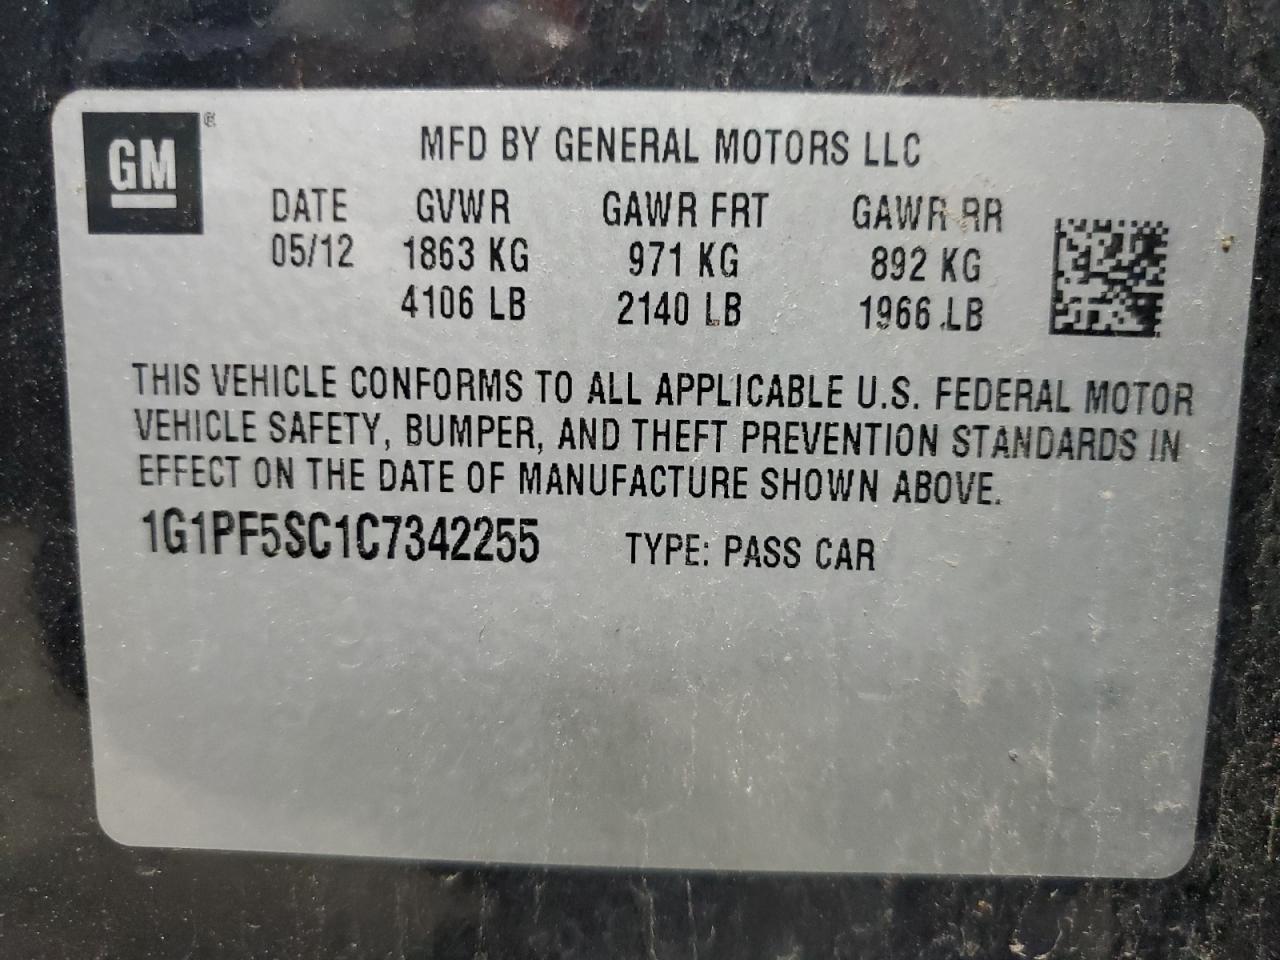 GM®
MFD BY GENERAL MOTORS LLC
DATE GVWR GAWR FRT GAWR RR
05/12 1863 KG 971 KG 892 KG
4106 LB 2140 LB 1966 LB
THIS VEHICLE CONFORMS TO ALL APPLICABLE U.S. FEDERAL MOTOR
VEHICLE SAFETY, BUMPER, AND THEFT PREVENTION STANDARDS IN
EFFECT ON THE DATE OF MANUFACTURE SHOWN ABOVE.
1G1PF5SC1C7342255 TYPE: PASS CAR